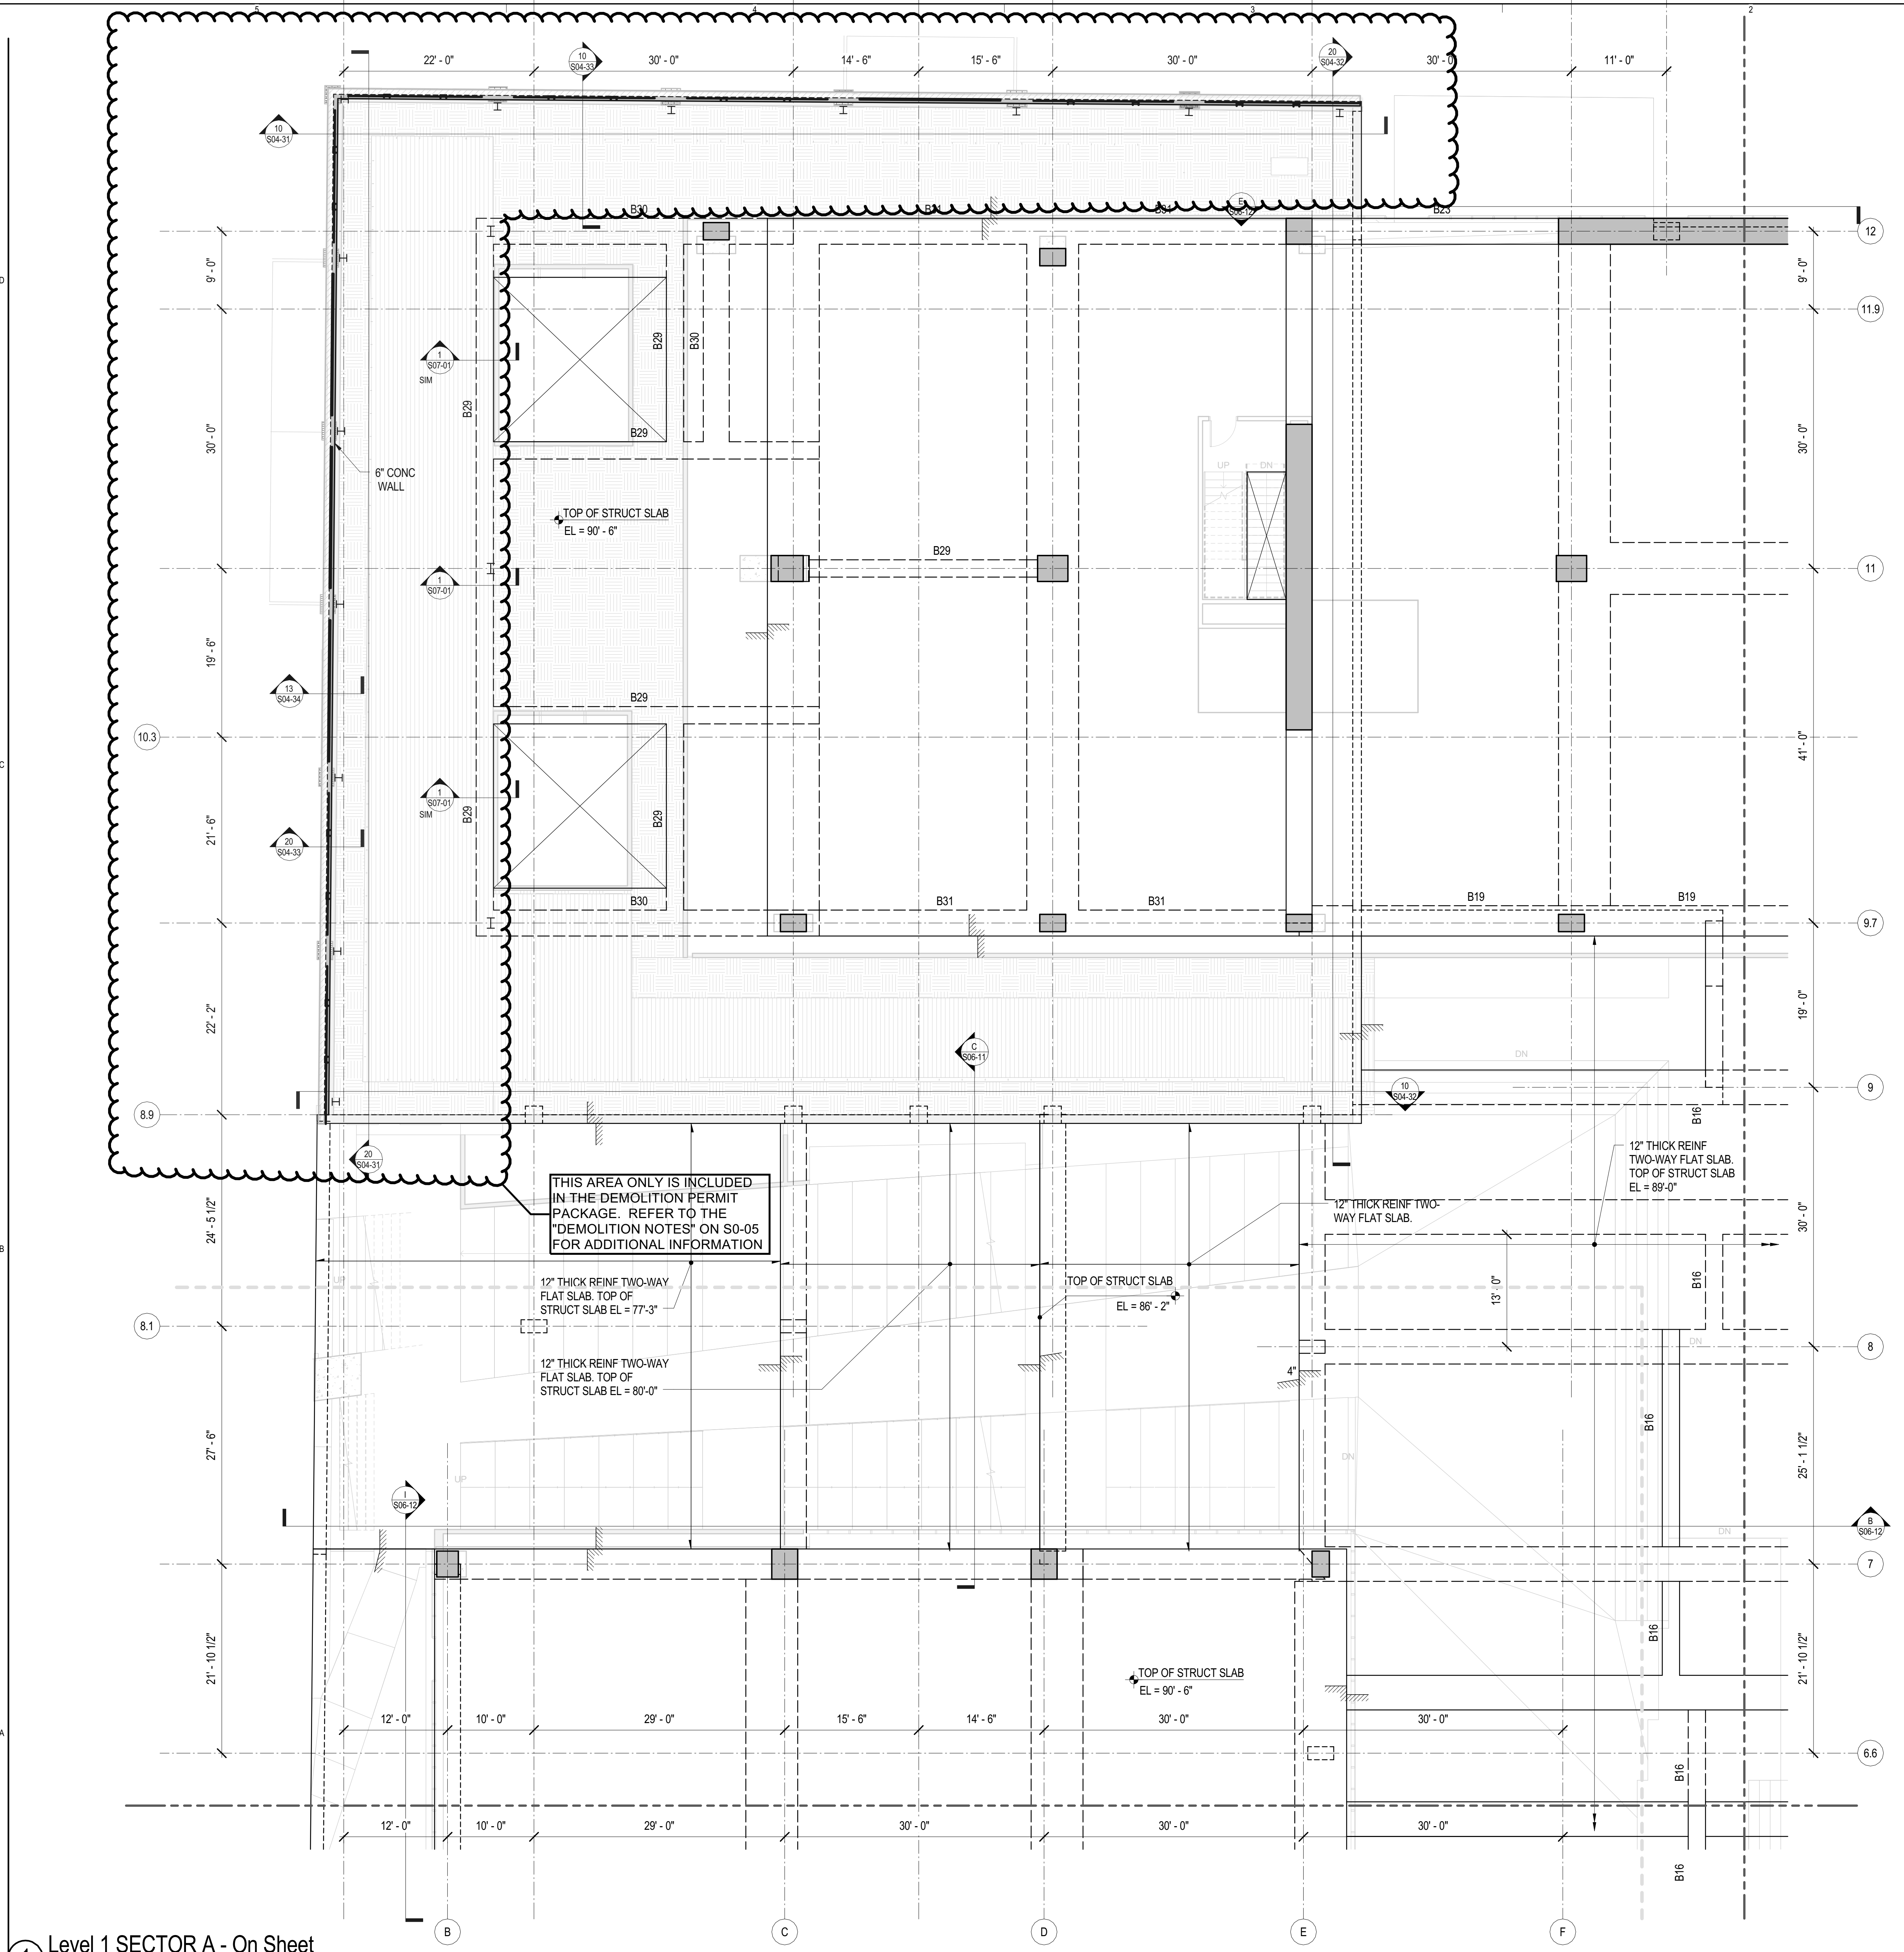 5
4
3
2
22' - 0"
10
S04-33
30' - 0"
14' - 6"
15' - 6"
30' - 0"
20
S04-32
30' - 0
11' - 0"
10
S04-31
B30
B31
B31
E
S06-12
B23
12
D
9' - 0"
9' - 0"
11.9
1
S07-01
SIM
B29
B29
B30
B29
30' - 0"
30' - 0"
6" CONC
WALL
UP
DN
TOP OF STRUCT SLAB
EL = 90' - 6"
B29
1
S07-01
11
19' - 6"
13
S04-34
B29
10.3
41' - 0"
C
1
S07-01
SIM
B29
B29
21' - 6"
20
S04-33
B30
B31
B31
B19
B19
9.7
22' - 2"
19' - 0"
C
S06-11
DN
10
S04-32
9
8.9
B16
20
S04-31
12" THICK REINF
TWO-WAY FLAT SLAB.
TOP OF STRUCT SLAB
EL = 89'-0"
THIS AREA ONLY IS INCLUDED
IN THE DEMOLITION PERMIT
PACKAGE. REFER TO THE
"DEMOLITION NOTES" ON S0-05
FOR ADDITIONAL INFORMATION
12" THICK REINF TWO-
WAY FLAT SLAB.
24' - 5 1/2"
30' - 0"
B
UP
12" THICK REINF TWO-WAY
FLAT SLAB. TOP OF
STRUCT SLAB EL = 77'-3"
TOP OF STRUCT SLAB
EL = 86' - 2"
13' - 0"
B16
8.1
DN
8
12" THICK REINF TWO-WAY
FLAT SLAB. TOP OF
STRUCT SLAB EL = 80'-0"
4"
B16
27' - 6"
25' - 1 1/2"
UP
DN
I
S06-12
B
S06-12
DN
7
B16
21' - 10 1/2"
21' - 10 1/2"
TOP OF STRUCT SLAB
EL = 90' - 6"
12' - 0"
10' - 0"
29' - 0"
15' - 6"
14' - 6"
30' - 0"
30' - 0"
A
6.6
B16
12' - 0"
10' - 0"
29' - 0"
30' - 0"
30' - 0"
30' - 0"
B16
B
C
D
E
F
Level 1 SECTOR A - On Sheet